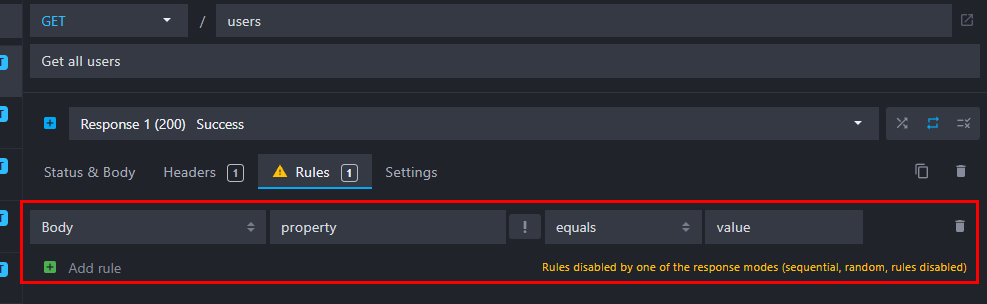 GET / users
Get all users
Response 1 (200) Success
Status & Body Headers 1 Rules 1 Settings
Body property ! equals value
Add rule Rules disabled by one of the response modes (sequential, random, rules disabled)